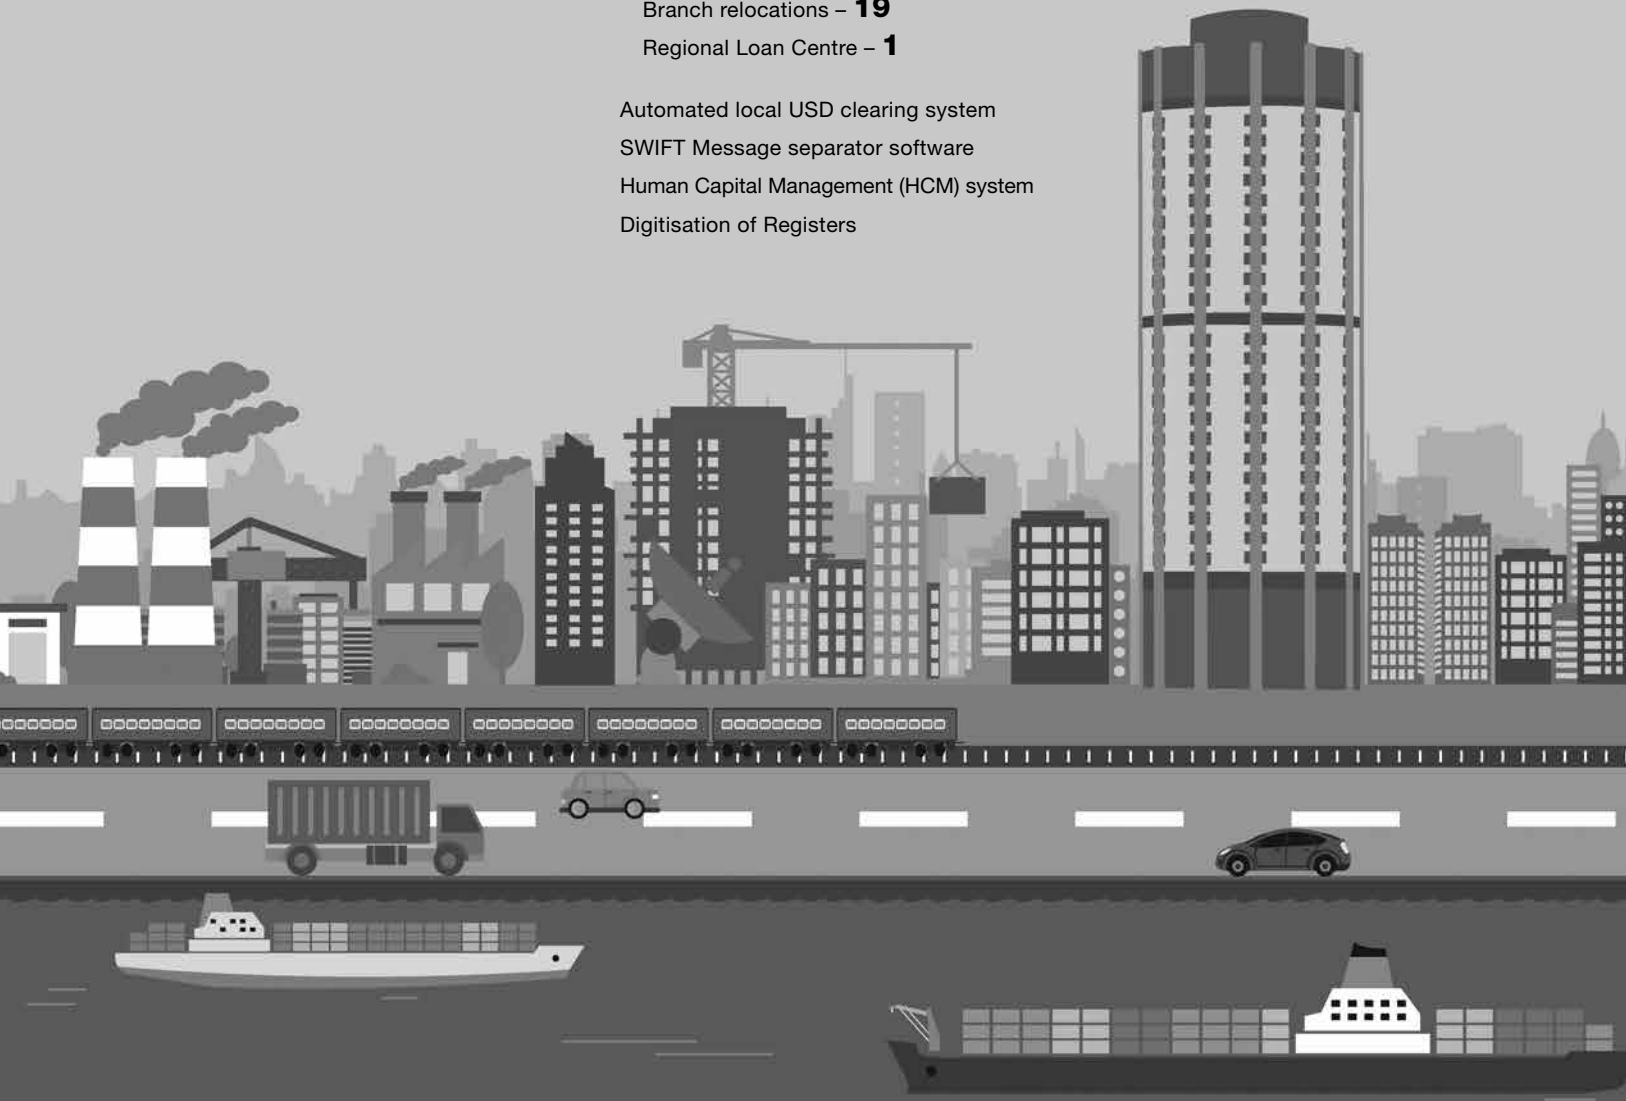 Branch relocations – 19
Regional Loan Centre – 1
Automated local USD clearing system
SWIFT Message separator software
Human Capital Management (HCM) system
Digitisation of Registers